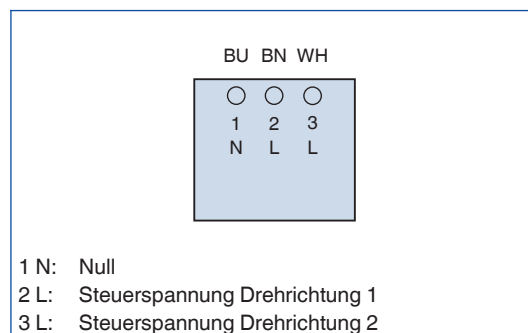 BU BN WH
1 2 3
N L L
1 N: Null
2 L: Steuerspannung Drehrichtung 1
3 L: Steuerspannung Drehrichtung 2